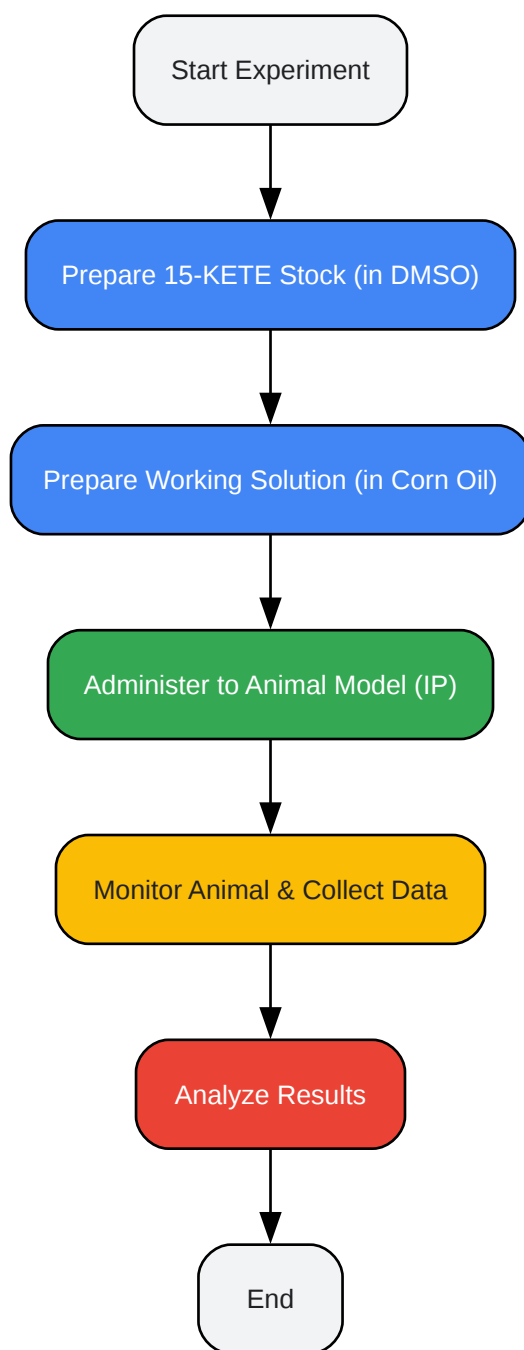 Start Experiment
Prepare 15-KETE Stock (in DMSO)
Prepare Working Solution (in Corn Oil)
Administer to Animal Model (IP)
Monitor Animal & Collect Data
Analyze Results
End